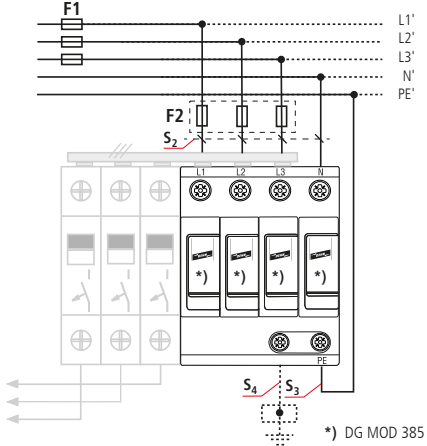 F1
L1'
L2'
L3'
N'
PE'
F2
S2
L1 L2 L3 N
*) *) *) *)
PE
S4 S3
*) DG MOD 385